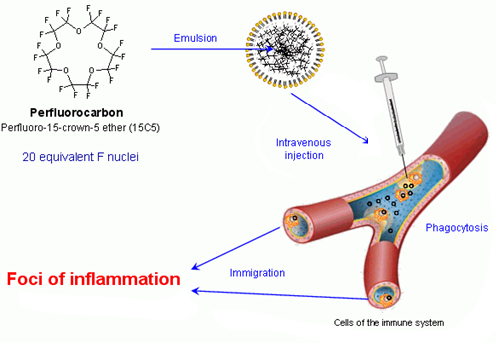 Emulsion
Perfluorocarbon
Perfluoro-15-crown-5 ether (15C5)
20 equivalent F nuclei
Intravenous
injection
Phagocytosis
Foci of inflammation
Immigration
Cells of the immune system
F F F F F F F F F F F F F F F F F F F F
O O O O O